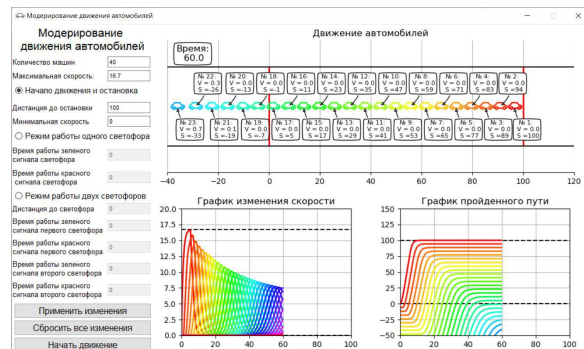 Модерирование движения автомобилей
Модерирование
движения автомобилей
Количество машин 40
Максимальная скорость: 16.7
Начало движения и остановка
Дистанция до остановки 100
Минимальная скорость 0
Режим работы одного светофора
Время работы зеленого
сигнала светофора 0
Время работы красного
сигнала светофора 0
Режим работы двух светофоров
Дистанция до светофора 0
Время работы зеленого
сигнала первого светофора 0
Время работы красного
сигнала первого светофора 0
Время работы зеленого
сигнала второго светофора 0
Время работы красного
сигнала второго светофора 0
Применить изменения
Сбросить все изменения
Начать движение
Движение автомобилей
Время:
60.0
№ 22: № 20: № 18: № 16: № 14: № 12: № 10: № 8: № 6: № 4: № 2:
V = 0.3 V = 0.0 V = 0.0 V = 0.0 V = 0.0 V = 0.0 V = 0.0 V = 0.0 V = 0.0 V = 0.0 V = 0.0
S =-26 S =-13 S =-1 S =11 S =23 S =35 S =47 S =59 S =71 S =83 S =94
№ 23: № 21: № 19: № 17: № 15: № 13: № 11: № 9: № 7: № 5: № 3: № 1:
V = 0.7 V = 0.1 V = 0.0 V = 0.0 V = 0.0 V = 0.0 V = 0.0 V = 0.0 V = 0.0 V = 0.0 V = 0.0 V = 0.0
S =-33 S =-19 S =-7 S =5 S =17 S =29 S =41 S =53 S =65 S =77 S =89 S =100
−40 −20 0 20 40 60 80 100 120
График изменения скорости
20.0
17.5
15.0
12.5
10.0
7.5
5.0
2.5
0.0
0 20 40 60 80 100
График пройденного пути
150
125
100
75
50
25
0
−25
−50
0 20 40 60 80 100